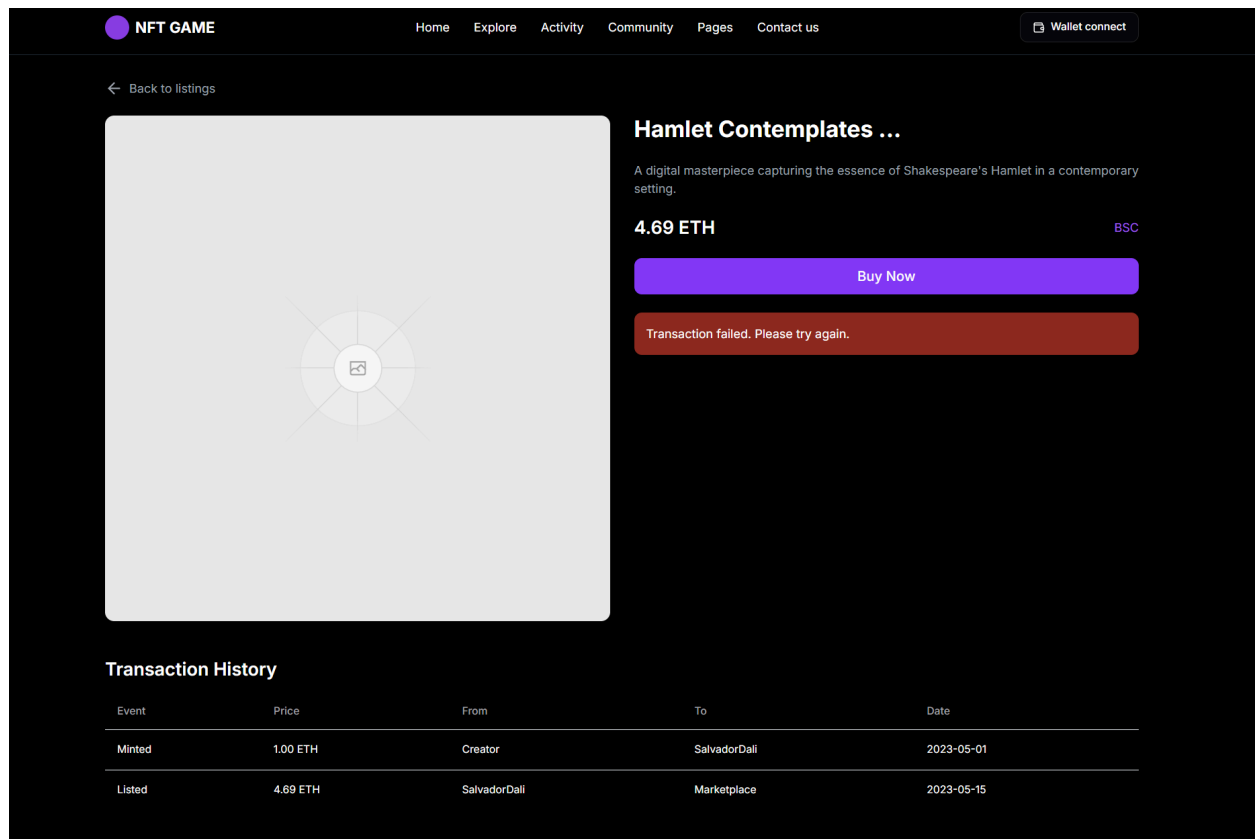 NFT GAME
Home Explore Activity Community Pages Contact us
Wallet connect
Back to listings
Hamlet Contemplates ...
A digital masterpiece capturing the essence of Shakespeare's Hamlet in a contemporary
setting.
4.69 ETH BSC
Buy Now
Transaction failed. Please try again.
Transaction History
Event Price From To Date
Minted 1.00 ETH Creator SalvadorDali 2023-05-01
Listed 4.69 ETH SalvadorDali Marketplace 2023-05-15